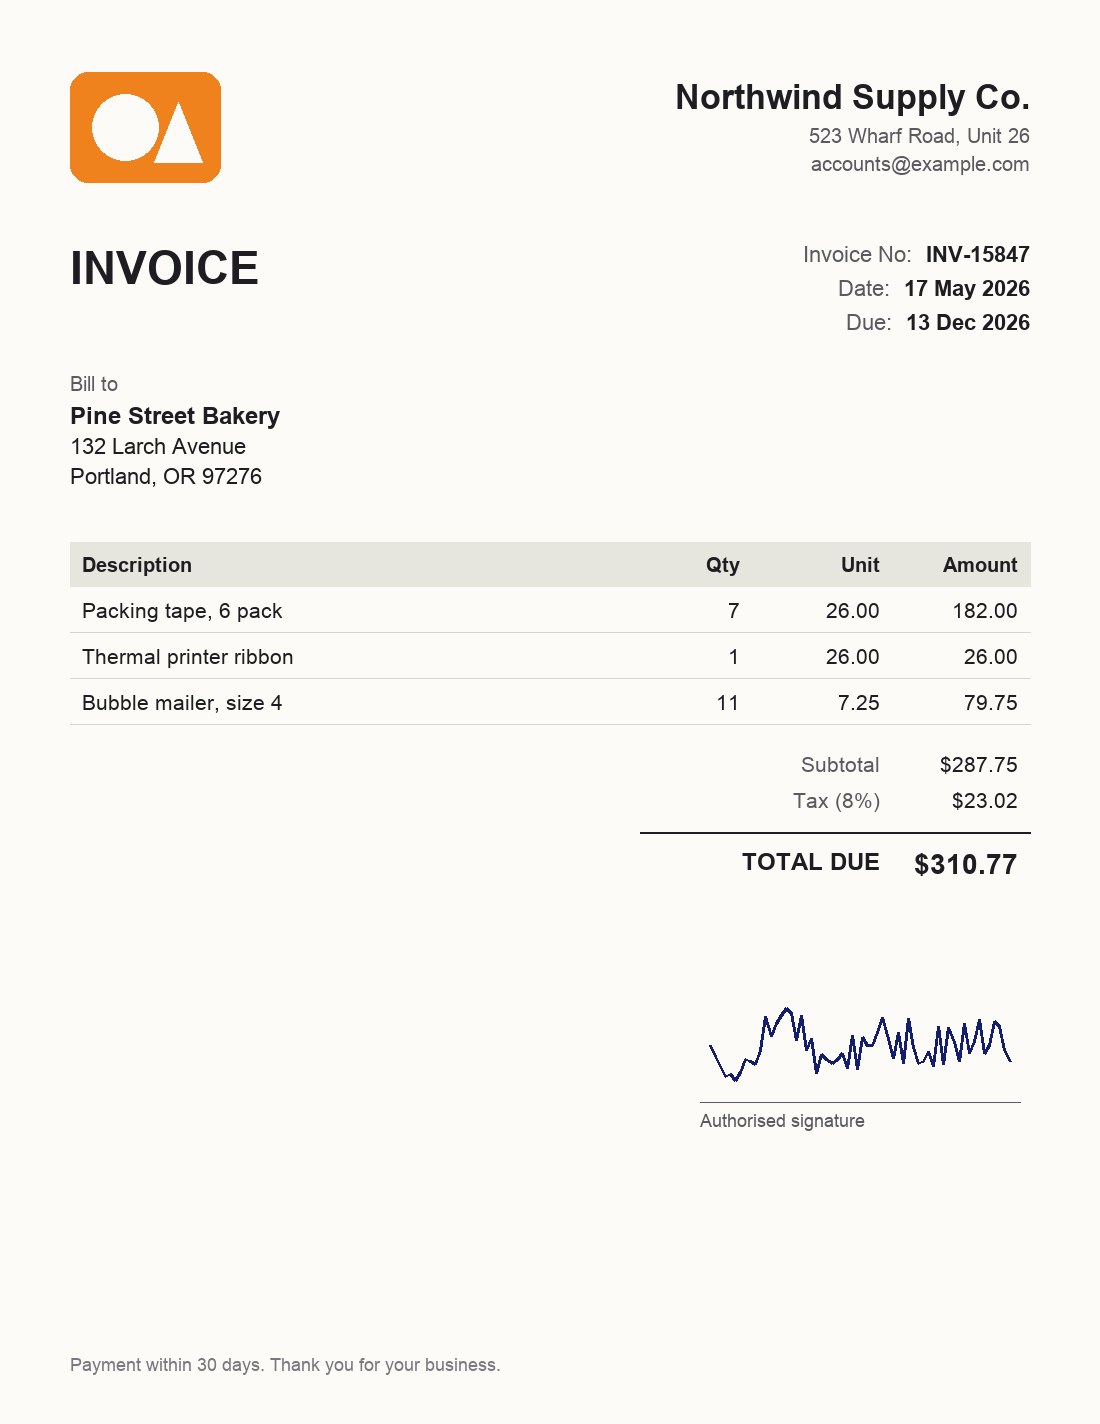 Northwind Supply Co.
523 Wharf Road, Unit 26
accounts@example.com
INVOICE
Invoice No: INV-15847
Date: 17 May 2026
Due: 13 Dec 2026
Bill to
Pine Street Bakery
132 Larch Avenue
Portland, OR 97276
Description Qty Unit Amount
Packing tape, 6 pack 7 26.00 182.00
Thermal printer ribbon 1 26.00 26.00
Bubble mailer, size 4 11 7.25 79.75
Subtotal $287.75
Tax (8%) $23.02
TOTAL DUE $310.77
Authorised signature
Payment within 30 days. Thank you for your business.